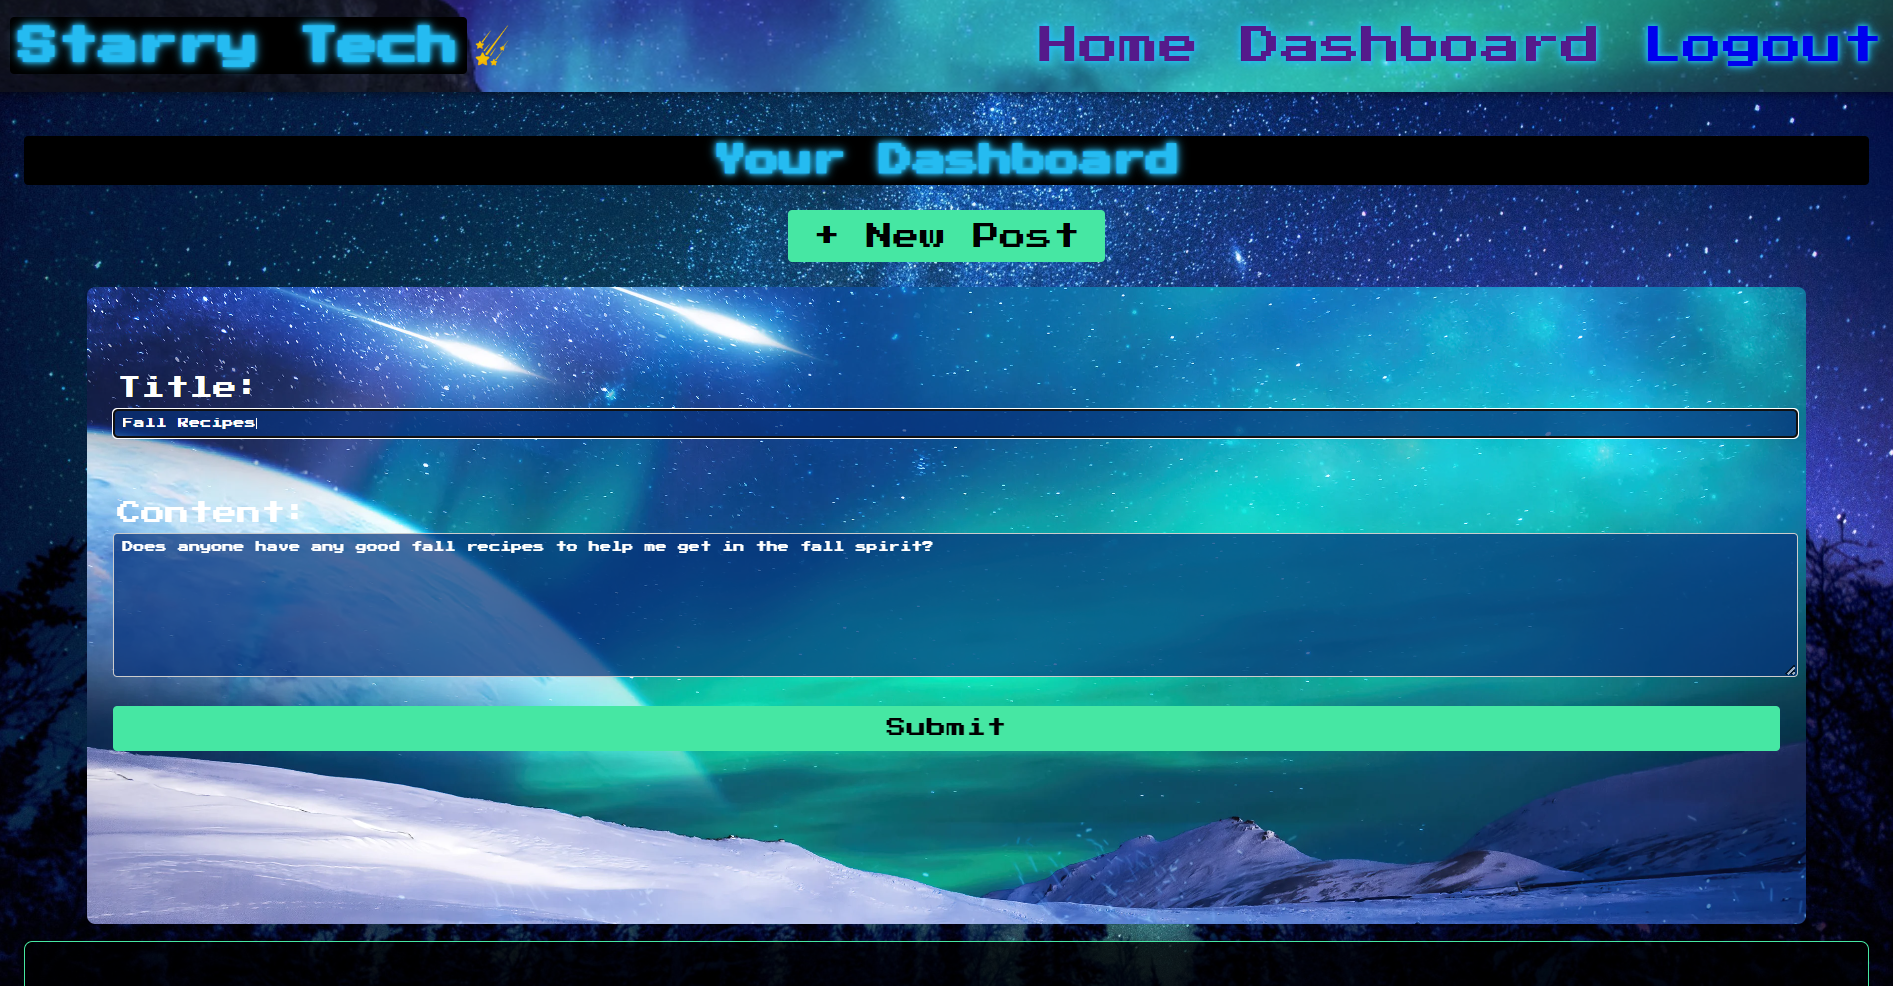 Starry Tech
Home Dashboard Logout
Your Dashboard
+ New Post
Title:
Fall Recipes
Content:
Does anyone have any good fall recipes to help me get in the fall spirit?
Submit